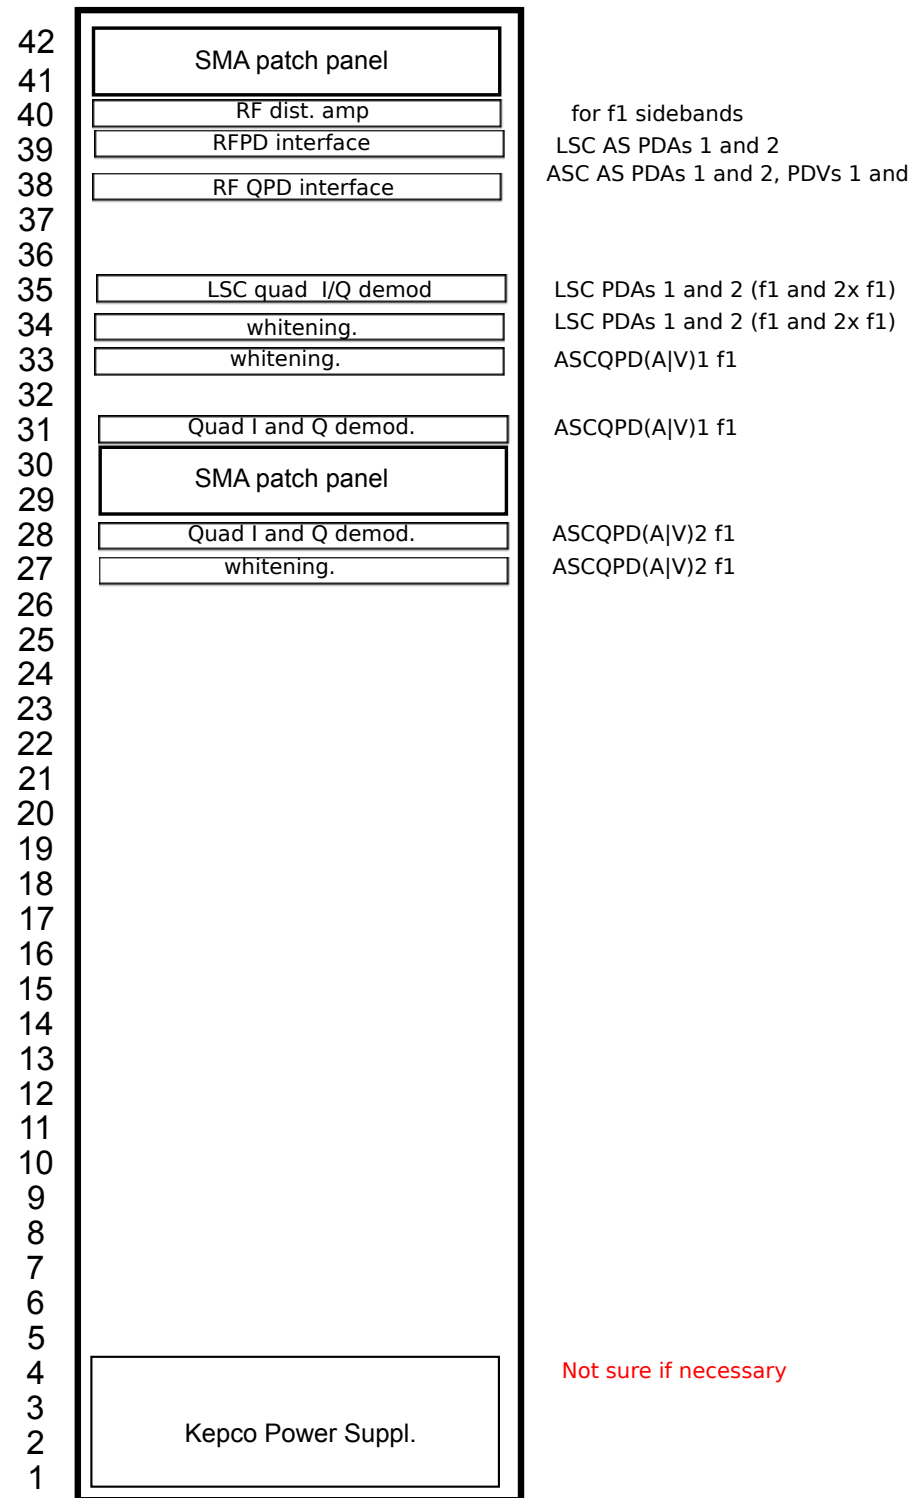 42
SMA patch panel
41
40 RF dist. amp for f1 sidebands
39 RFPD interface LSC AS PDAs 1 and 2
38 RF QPD interface ASC AS PDAs 1 and 2, PDVs 1 and
37
36
35 LSC quad I/Q demod LSC PDAs 1 and 2 (f1 and 2x f1)
34 whitening. LSC PDAs 1 and 2 (f1 and 2x f1)
33 whitening. ASCQPD(A|V)1 f1
32
31 Quad I and Q demod. ASCQPD(A|V)1 f1
30
SMA patch panel
29
28 Quad I and Q demod. ASCQPD(A|V)2 f1
27 whitening. ASCQPD(A|V)2 f1
26
25
24
23
22
21
20
19
18
17
16
15
14
13
12
11
10
9
8
7
6
5
4 Not sure if necessary
3
2 Kepco Power Suppl.
1